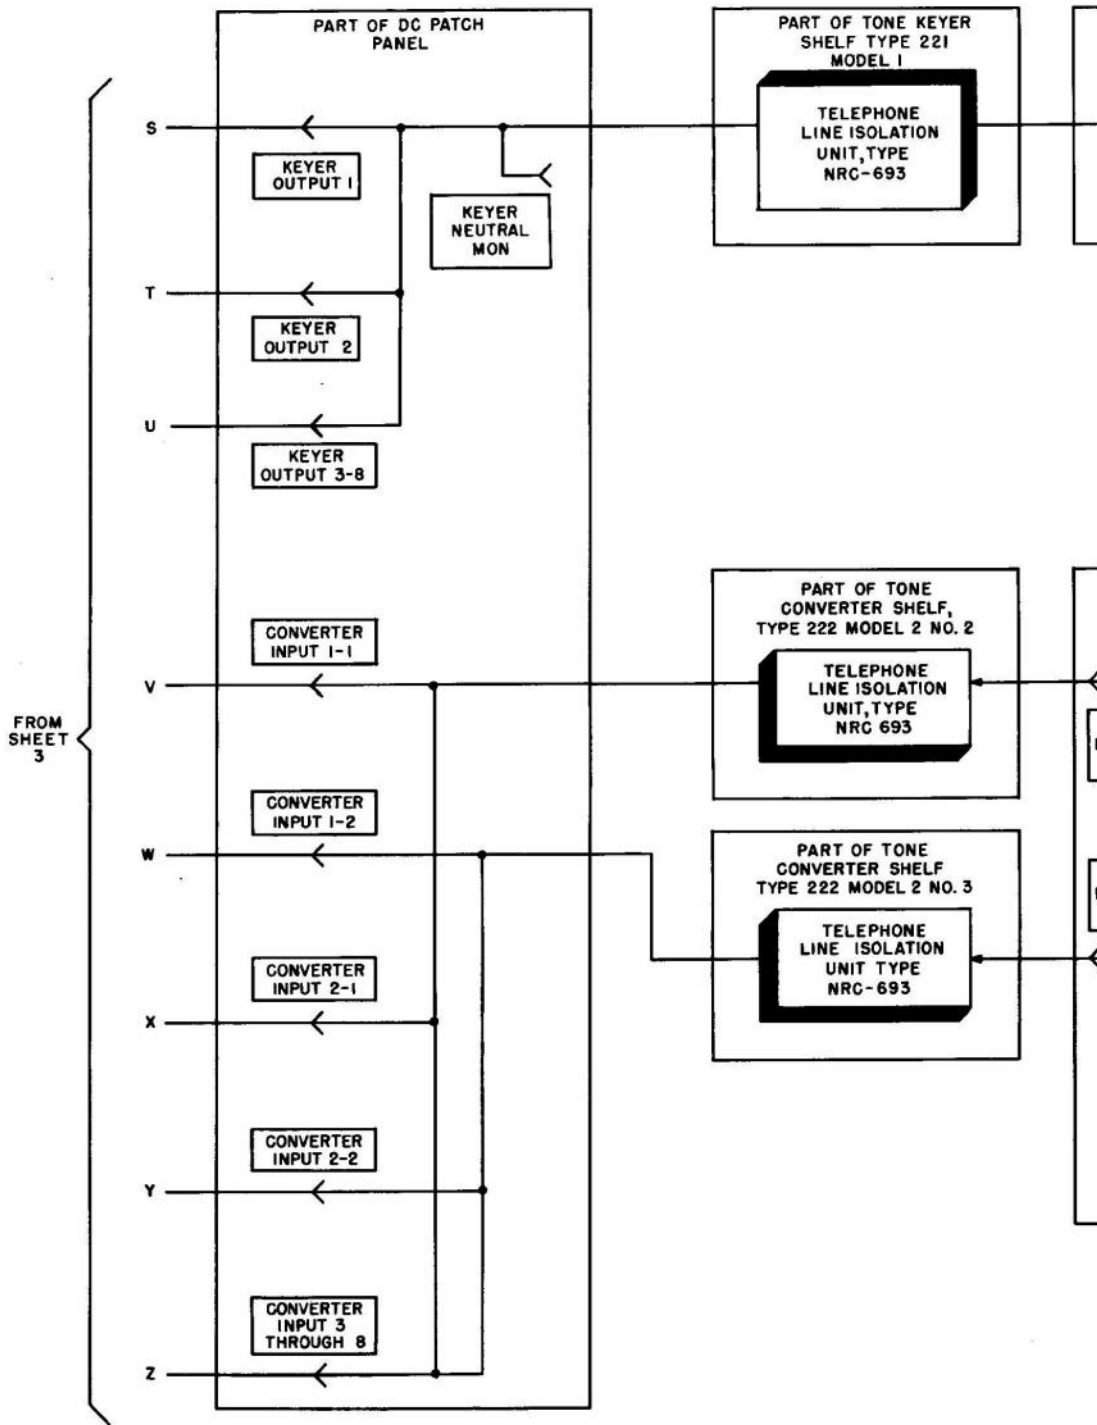 PART OF DC PATCH
PANEL
PART OF TONE KEYER
SHELF TYPE 221
MODEL 1
TELEPHONE
LINE ISOLATION
UNIT, TYPE
NRC-693
S
KEYER
OUTPUT 1
KEYER
NEUTRAL
MON
T
KEYER
OUTPUT 2
U
KEYER
OUTPUT 3-8
FROM
SHEET
3
CONVERTER
INPUT 1-1
V
PART OF TONE
CONVERTER SHELF,
TYPE 222 MODEL 2 NO. 2
TELEPHONE
LINE ISOLATION
UNIT, TYPE
NRC 693
CONVERTER
INPUT 1-2
W
PART OF TONE
CONVERTER SHELF
TYPE 222 MODEL 2 NO. 3
TELEPHONE
LINE ISOLATION
UNIT TYPE
NRC-693
CONVERTER
INPUT 2-1
X
CONVERTER
INPUT 2-2
Y
CONVERTER
INPUT 3
THROUGH 8
Z